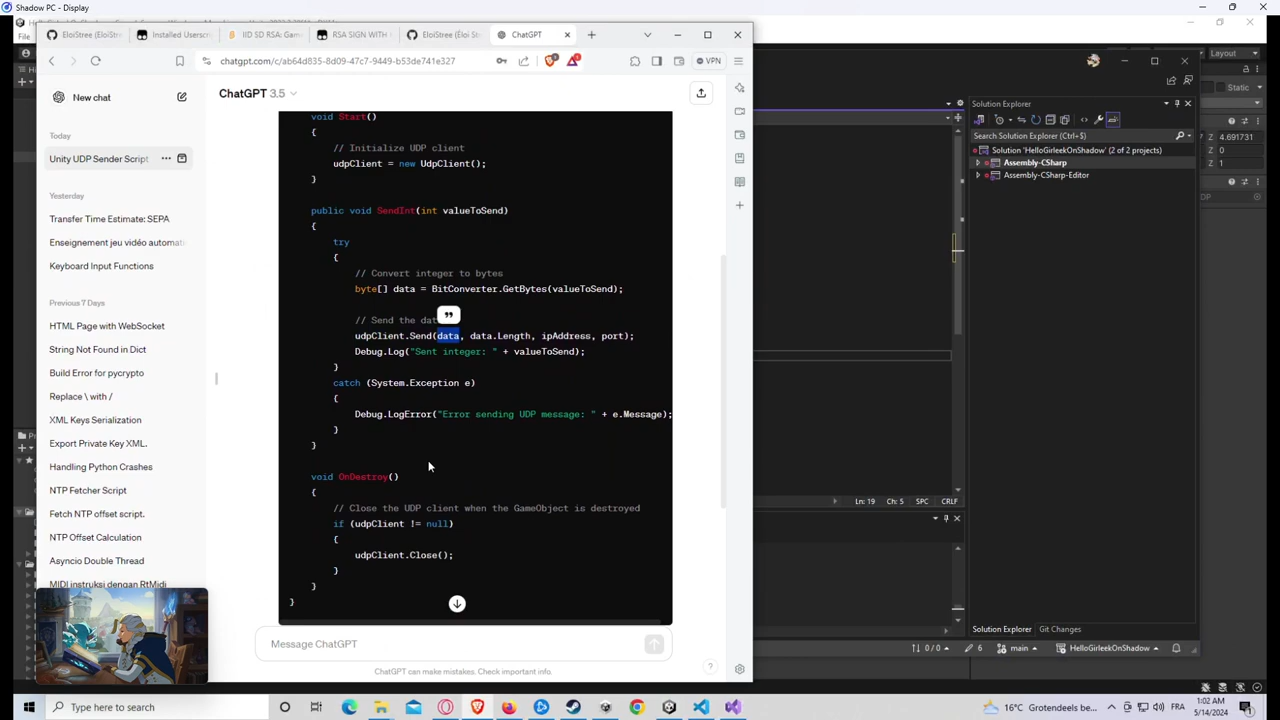 Shadow PC - Display
EloiStree (EloiStre
Installed Userscrip
IID SD RSA: Game
RSA SIGN WITH
EloiStree (Éloi Str
ChatGPT
chatgpt.com/c/ab64d835-8d09-47c7-9449-b53de741e327
VPN
File
Layout
ChatGPT 3.5
New chat
Today
Unity UDP Sender Script
Yesterday
Transfer Time Estimate: SEPA
Enseignement jeu vidéo automati
Keyboard Input Functions
Previous 7 Days
HTML Page with WebSocket
String Not Found in Dict
Build Error for pycrypto
Replace \ with /
XML Keys Serialization
Export Private Key XML.
Handling Python Crashes
NTP Fetcher Script
Fetch NTP offset script.
NTP Offset Calculation
Asyncio Double Thread
MIDI instruksi dengan RtMidi
void Start()
{
// Initialize UDP client
udpClient = new UdpClient();
}
public void SendInt(int valueToSend)
{
try
{
// Convert integer to bytes
byte[] data = BitConverter.GetBytes(valueToSend);
// Send the dat
udpClient.Send(data, data.Length, ipAddress, port);
Debug.Log("Sent integer: " + valueToSend);
}
catch (System.Exception e)
{
Debug.LogError("Error sending UDP message: " + e.Message);
}
}
void OnDestroy()
{
// Close the UDP client when the GameObject is destroyed
if (udpClient != null)
{
udpClient.Close();
}
}
}
Message ChatGPT
ChatGPT can make mistakes. Check important info.
?
Solution Explorer
Search Solution Explorer (Ctrl+$)
Solution 'HelloGirleekOnShadow' (2 of 2 projects)
Assembly-CSharp
Assembly-CSharp-Editor
Static
Z 4.691731
Z 0
Z 1
Ln: 19 Ch: 5 SPC CRLF
Solution Explorer Git Changes
0 / 0 6 main HelloGirleekOnShadow
Type here to search
16°C Grotendeels be...
1:02 AM
5/14/2024